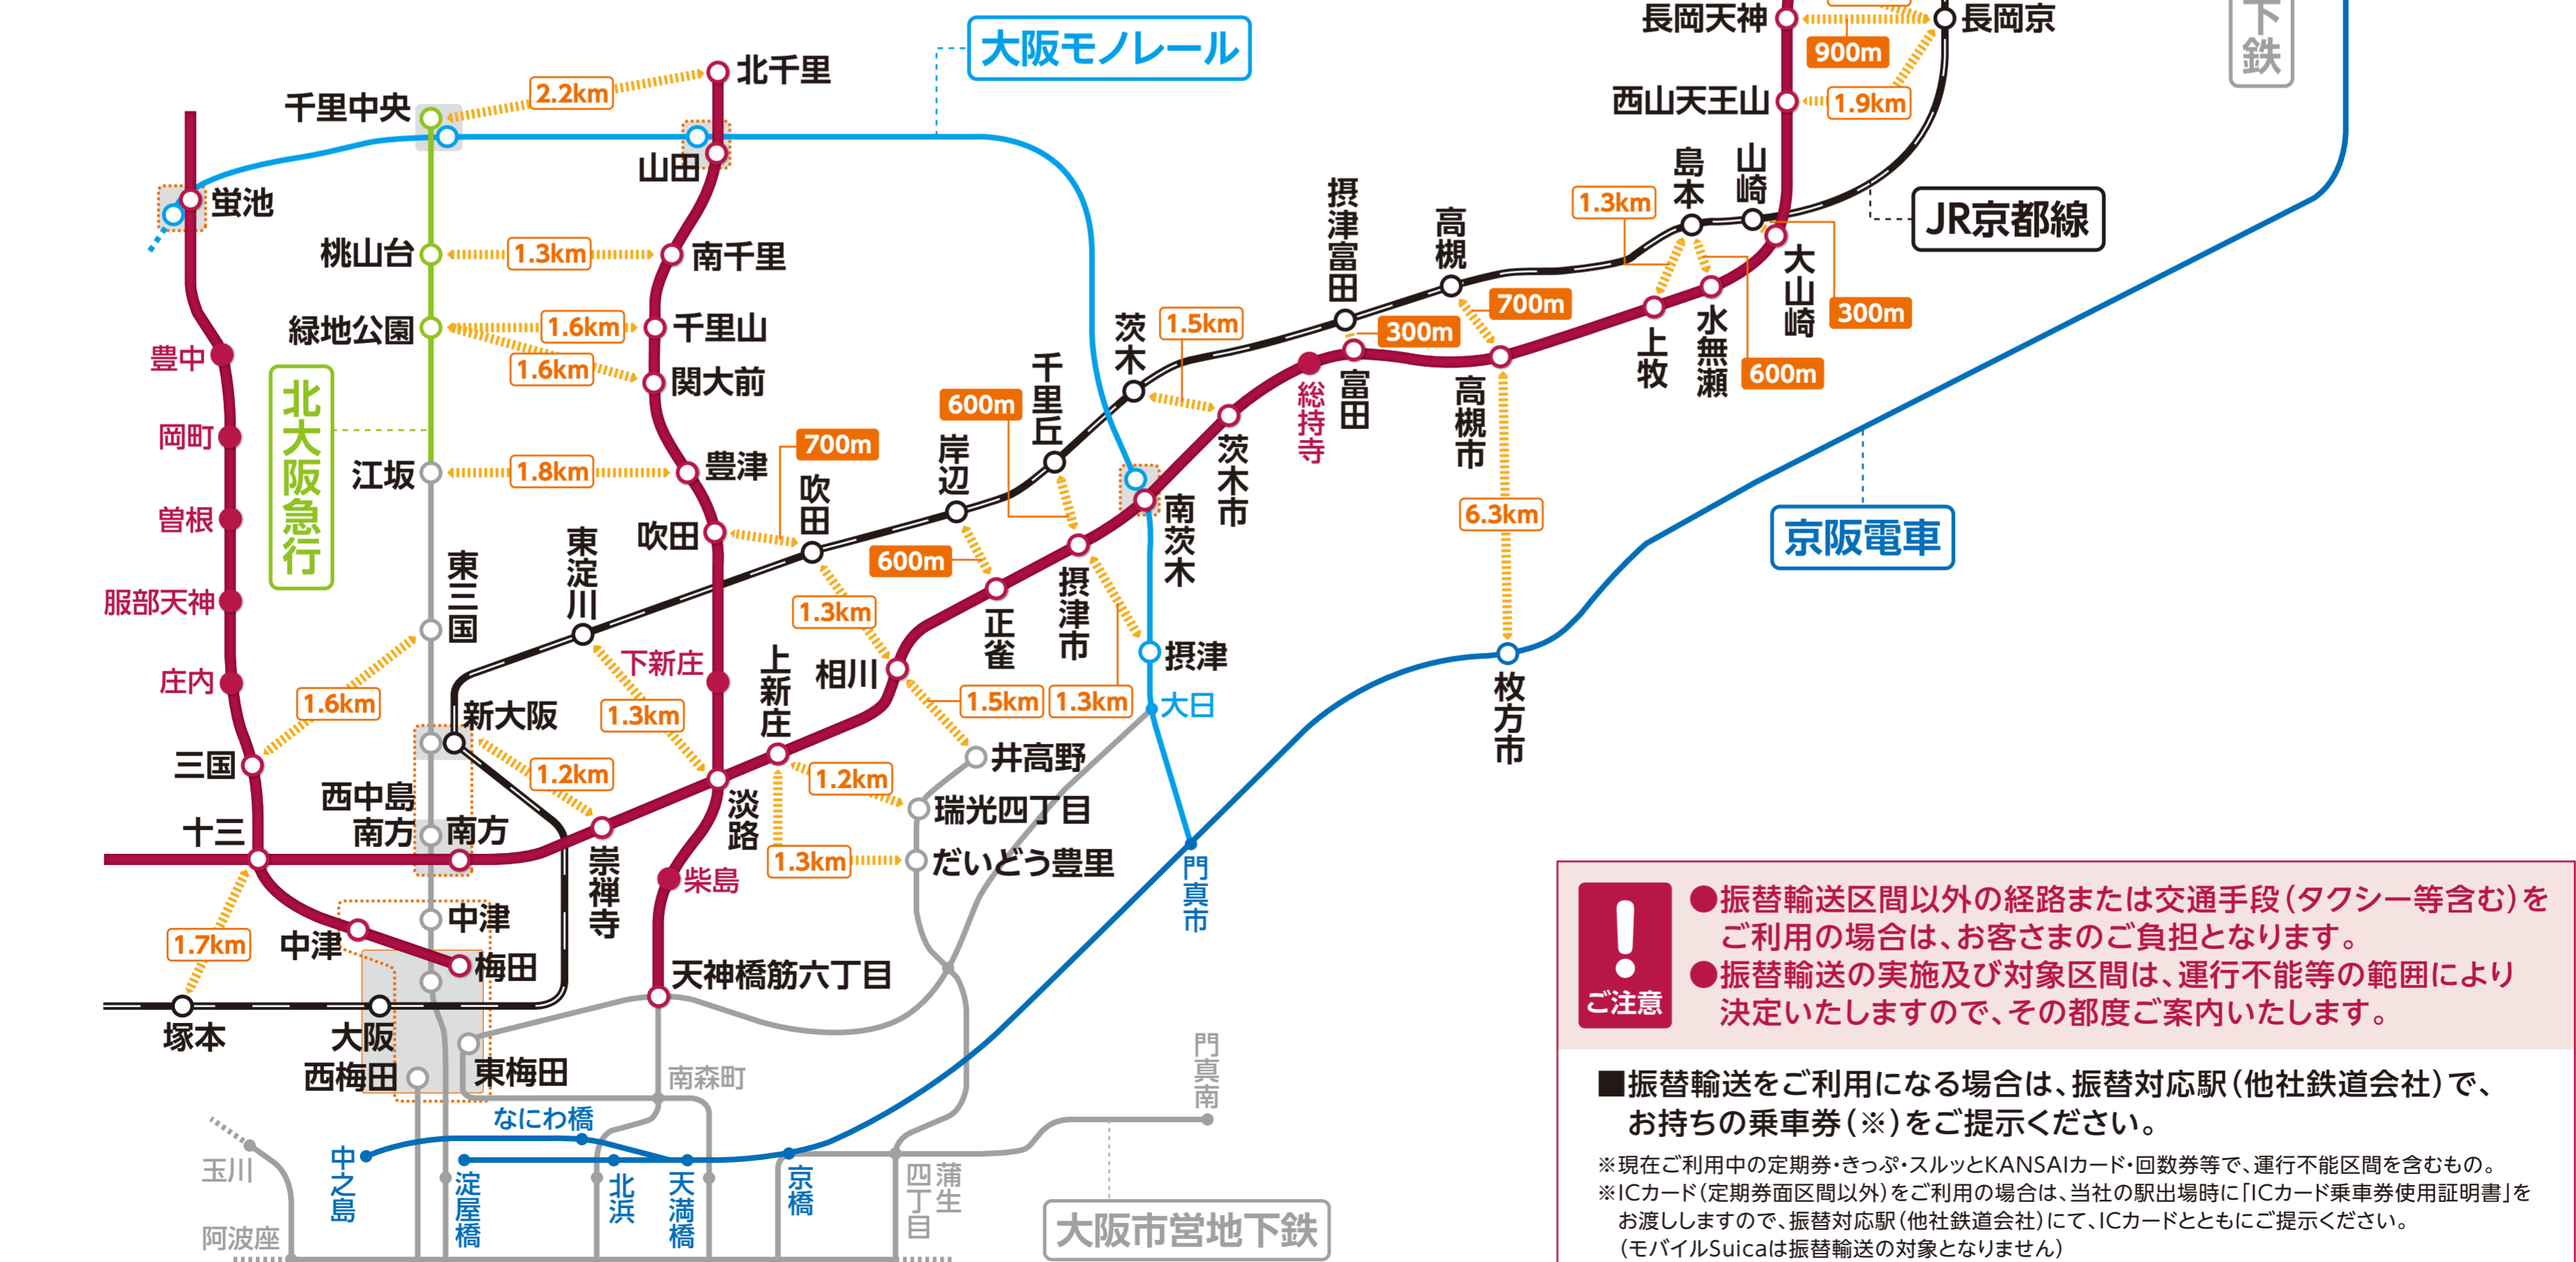 長岡天神
長岡京
900m
西山天王山
1.9km
下鉄
大阪モノレール
北千里
2.2km
千里中央
山田
蛍池
桃山台
1.3km
南千里
緑地公園
1.6km
千里山
1.6km
関大前
豊中
岡町
曽根
服部天神
庄内
北大阪急行
江坂
1.8km
豊津
700m
吹田
吹田
岸辺
600m
千里丘
茨木
1.5km
摂津富田
高槻
700m
300m
島本
山崎
1.3km
JR京都線
大山崎
300m
水無瀬
600m
上牧
高槻市
富田
総持寺
茨木市
南茨木
6.3km
京阪電車
枚方市
東三国
東淀川
600m
1.3km
正雀
摂津市
摂津
大日
下新庄
上新庄
相川
1.5km
1.3km
1.6km
新大阪
1.3km
三国
1.2km
1.2km
井高野
瑞光四丁目
西中島
南方
南方
十三
淡路
1.3km
だいどう豊里
崇禅寺
柴島
門真市
中津
中津
1.7km
梅田
天神橋筋六丁目
塚本
大阪
西梅田
東梅田
南森町
門真南
なにわ橋
玉川
中之島
淀屋橋
北浜
天満橋
京橋
蒲生
四丁目
阿波座
大阪市営地下鉄
ご注意
●振替輸送区間以外の経路または交通手段(タクシー等含む)を
ご利用の場合は、お客さまのご負担となります。
●振替輸送の実施及び対象区間は、運行不能等の範囲により
決定いたしますので、その都度ご案内いたします。
■振替輸送をご利用になる場合は、振替対応駅(他社鉄道会社)で、
お持ちの乗車券(※)をご提示ください。
※現在ご利用中の定期券・きっぷ・スルッとKANSAIカード・回数券等で、運行不能区間を含むもの。
※ICカード(定期券面区間以外)をご利用の場合は、当社の駅出場時に「ICカード乗車券使用証明書」を
お渡ししますので、振替対応駅(他社鉄道会社)にて、ICカードとともにご提示ください。
(モバイルSuicaは振替輸送の対象となりません)